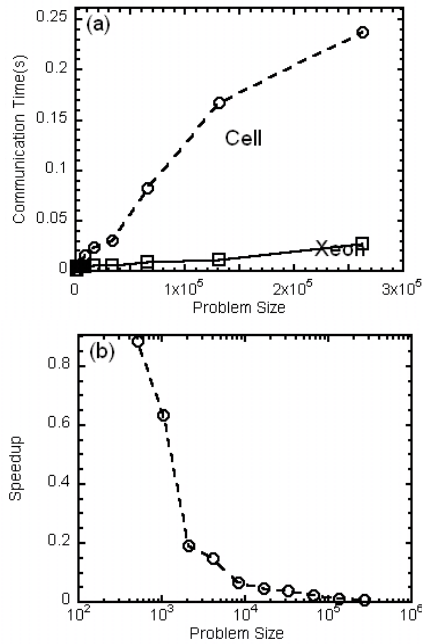 (a)
0.25
0.2
0.15
0.1
0.05
0
Communication Time(s)
Cell
Xeon
0 1x10⁵ 2x10⁵ 3x10⁵
Problem Size
(b)
0.8
0.6
0.4
0.2
0
Speedup
10² 10³ 10⁴ 10⁵ 10⁶
Problem Size